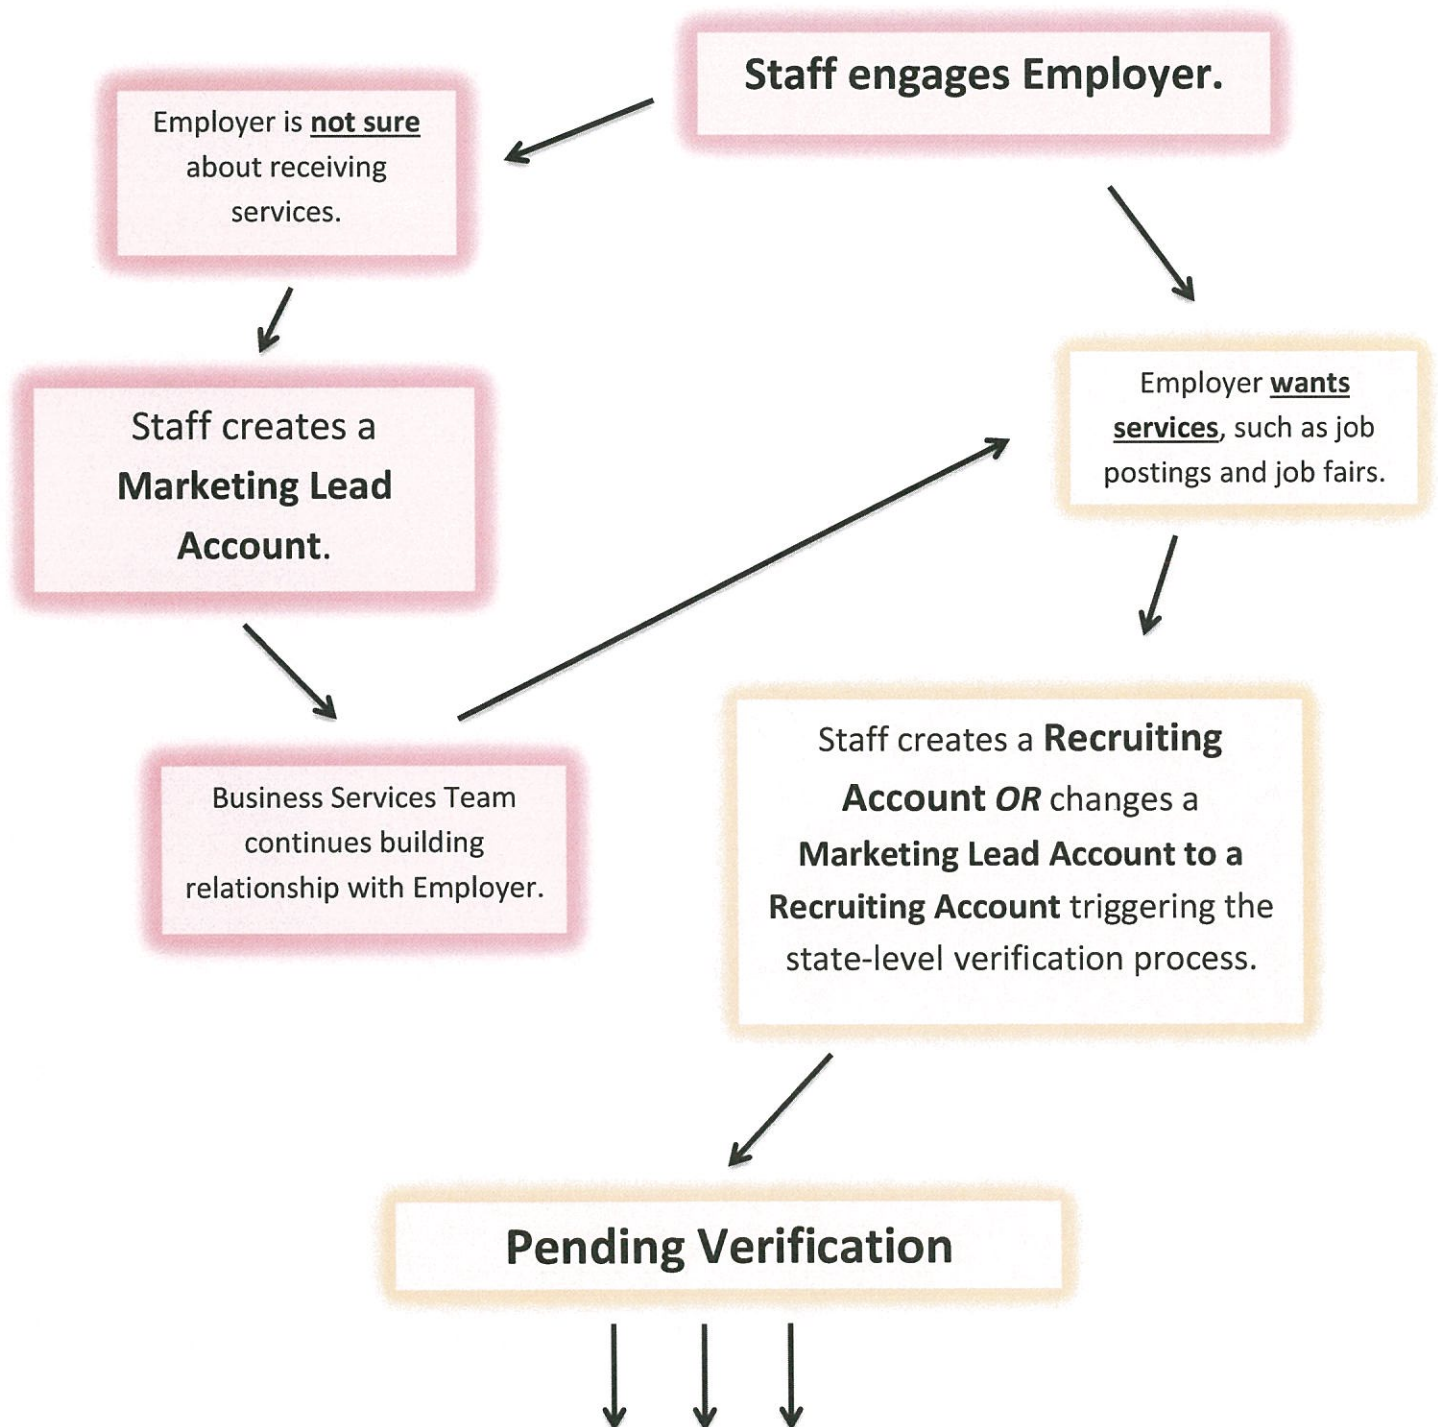 Staff engages Employer.
Employer is not sure
about receiving
services.
Staff creates a
Marketing Lead
Account.
Business Services Team
continues building
relationship with Employer.
Employer wants
services, such as job
postings and job fairs.
Staff creates a Recruiting
Account OR changes a
Marketing Lead Account to a
Recruiting Account triggering the
state-level verification process.
Pending Verification